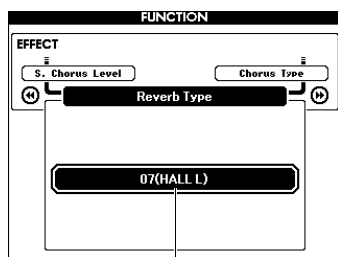 FUNCTION
EFFECT
S. Chorus Level
Chorus Type
Reverb Type
07(HALL L)